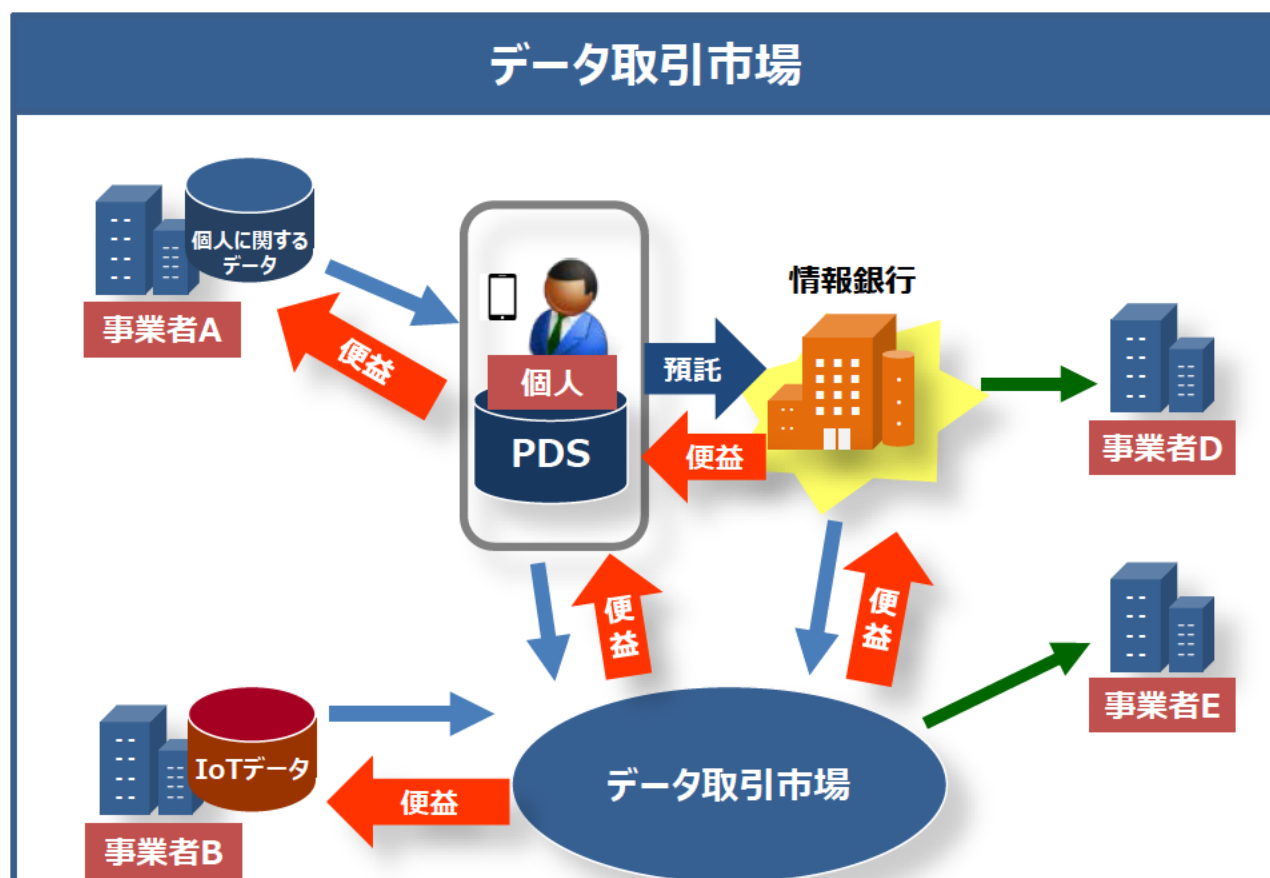 データ取引市場
個人に関する
データ
事業者A
便益
個人
PDS
預託
便益
情報銀行
事業者D
便益
便益
事業者E
IoTデータ
事業者B
便益
データ取引市場